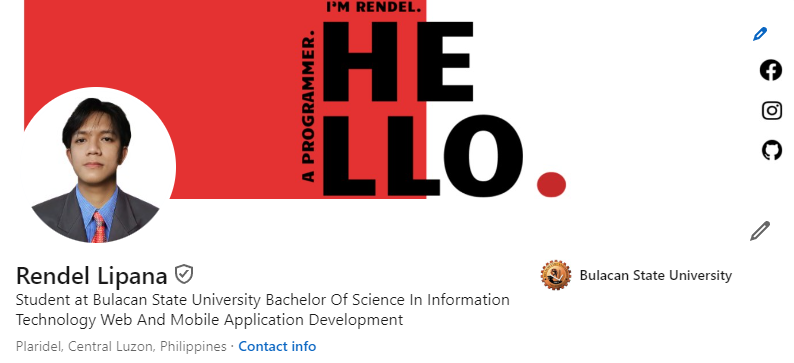 I'M RENDEL.
A PROGRAMMER.
HE
LLO.
Rendel Lipana
Student at Bulacan State University Bachelor Of Science In Information
Technology Web And Mobile Application Development
Plaridel, Central Luzon, Philippines · Contact info
Bulacan State University